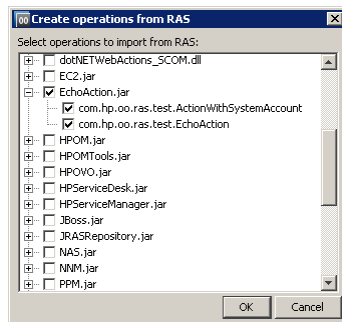 Create operations from RAS
Select operations to import from RAS:
dotNETWebActions_SCOM.dll
EC2.jar
EchoAction.jar
com.hp.oo.ras.test.ActionWithSystemAccount
com.hp.oo.ras.test.EchoAction
HPOM.jar
HPOMTools.jar
HPOVO.jar
HPServiceDesk.jar
HPServiceManager.jar
JBoss.jar
JRASRepository.jar
NAS.jar
NNM.jar
PPM.jar
OK Cancel